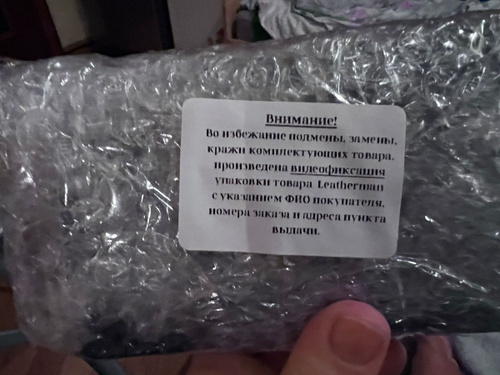 Внимание!
Во избежание подмены, замены,
кражи комплектующих товара,
произведена видеофиксация
упаковки товара Leatherman
с указанием ФИО покупателя,
номера заказа и адреса пункта
выдачи.